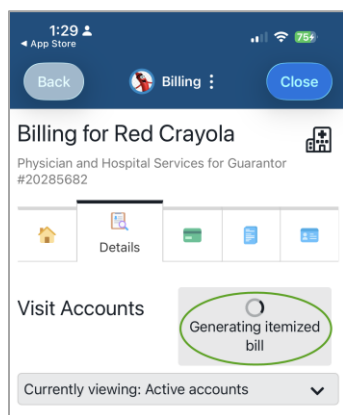 1:29
◀ App Store
75
Back
Billing
Close
Billing for Red Crayola
Physician and Hospital Services for Guarantor
#20285682
Details
Visit Accounts
Generating itemized
bill
Currently viewing: Active accounts